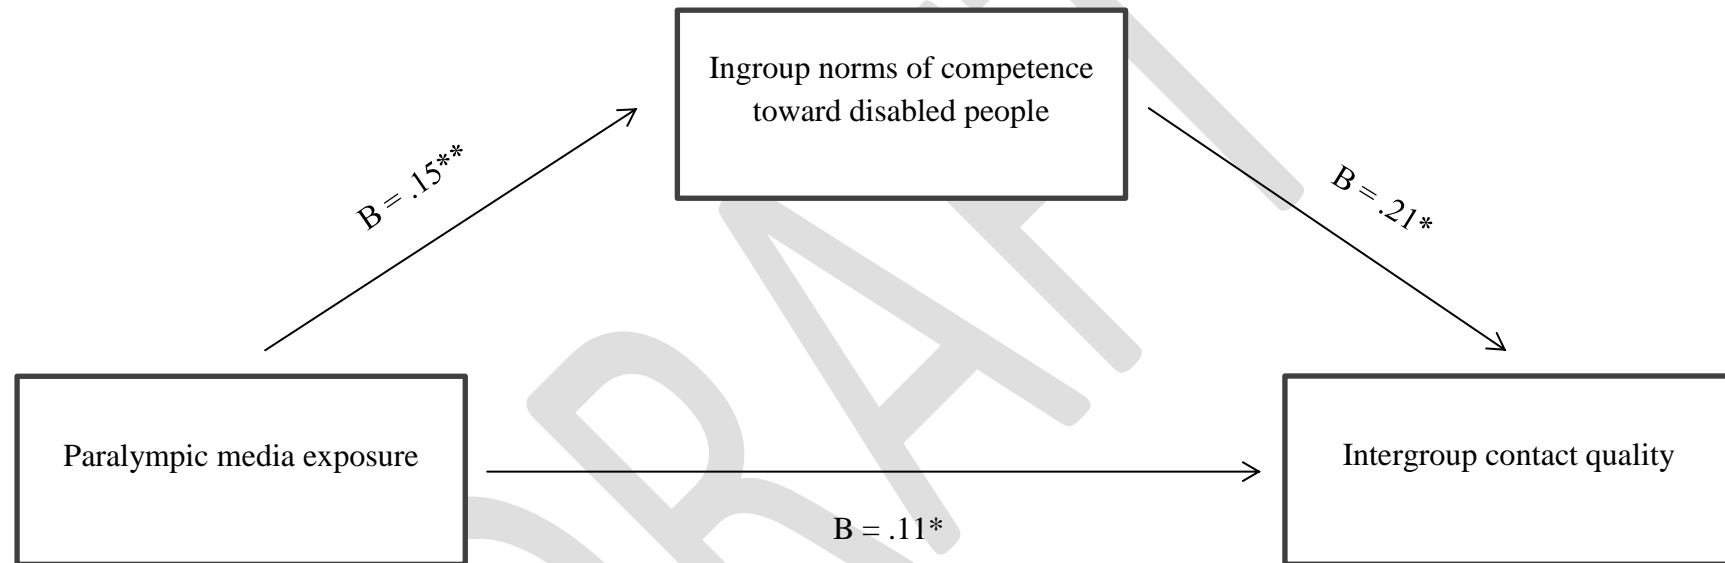 Ingroup norms of competence
toward disabled people
B = .15**
B = .21*
Paralympic media exposure
Intergroup contact quality
B = .11*
DRAFT